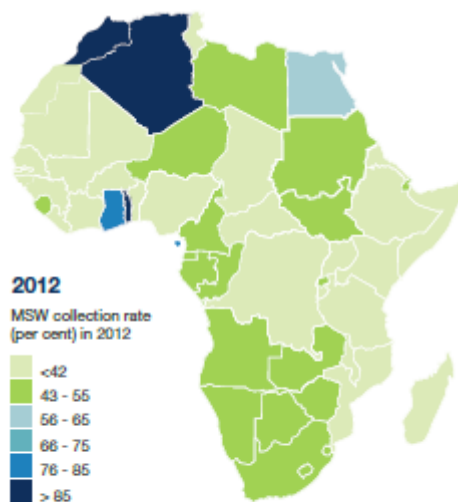 2012
MSW collection rate
(per cent) in 2012
<42
43 - 55
56 - 65
66 - 75
76 - 85
> 85